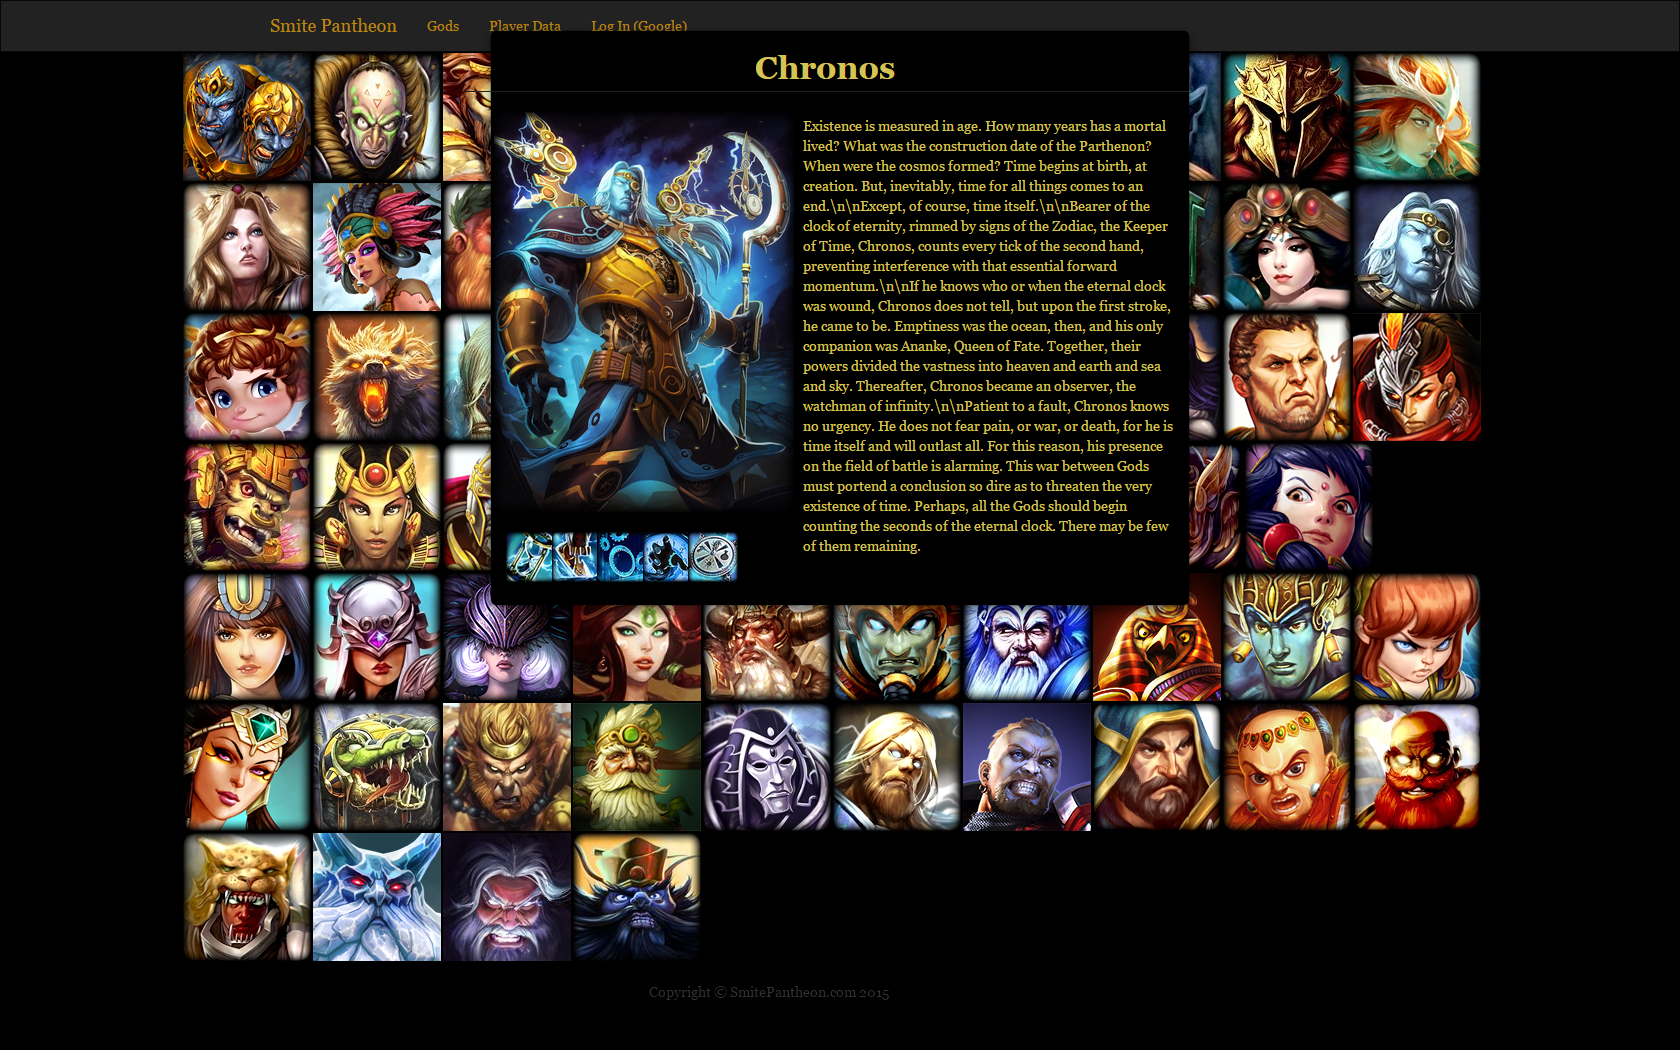 Smite Pantheon Gods Player Data Log In (Google)
Chronos
Existence is measured in age. How many years has a mortal
lived? What was the construction date of the Parthenon?
When were the cosmos formed? Time begins at birth, at
creation. But, inevitably, time for all things comes to an
end.\n\nExcept, of course, time itself.\n\nBearer of the
clock of eternity, rimmed by signs of the Zodiac, the Keeper
of Time, Chronos, counts every tick of the second hand,
preventing interference with that essential forward
momentum.\n\nIf he knows who or when the eternal clock
was wound, Chronos does not tell, but upon the first stroke,
he came to be. Emptiness was the ocean, then, and his only
companion was Ananke, Queen of Fate. Together, their
powers divided the vastness into heaven and earth and sea
and sky. Thereafter, Chronos became an observer, the
watchman of infinity.\n\nPatient to a fault, Chronos knows
no urgency. He does not fear pain, or war, or death, for he is
time itself and will outlast all. For this reason, his presence
on the field of battle is alarming. This war between Gods
must portend a conclusion so dire as to threaten the very
existence of time. Perhaps, all the Gods should begin
counting the seconds of the eternal clock. There may be few
of them remaining.
Copyright © SmitePantheon.com 2015